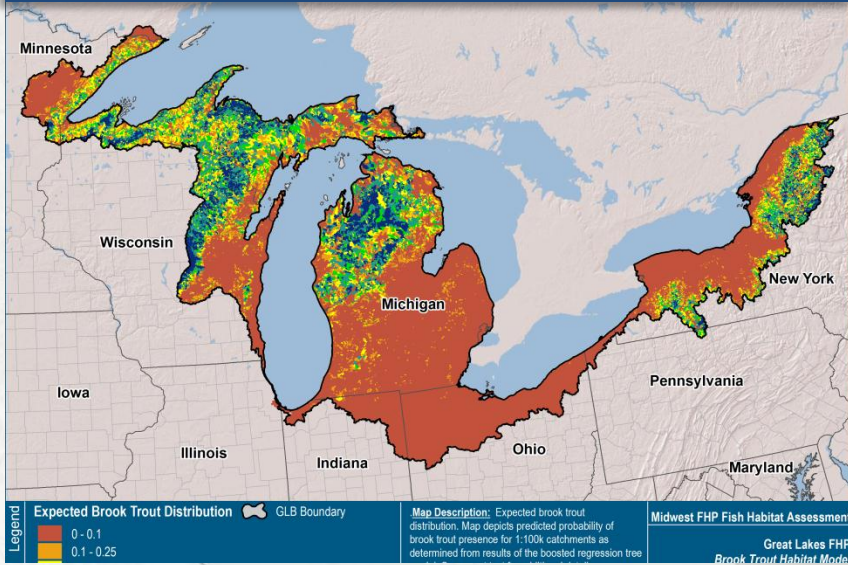 Minnesota
Wisconsin
Michigan
New York
Iowa
Pennsylvania
Illinois
Indiana
Ohio
Maryland
Legend
Expected Brook Trout Distribution
GLB Boundary
0 - 0.1
0.1 - 0.25
Map Description: Expected brook trout
distribution. Map depicts predicted probability of
brook trout presence for 1:100k catchments as
determined from results of the boosted regression tree
Midwest FHP Fish Habitat Assessment
Great Lakes FHP
Brook Trout Habitat Model